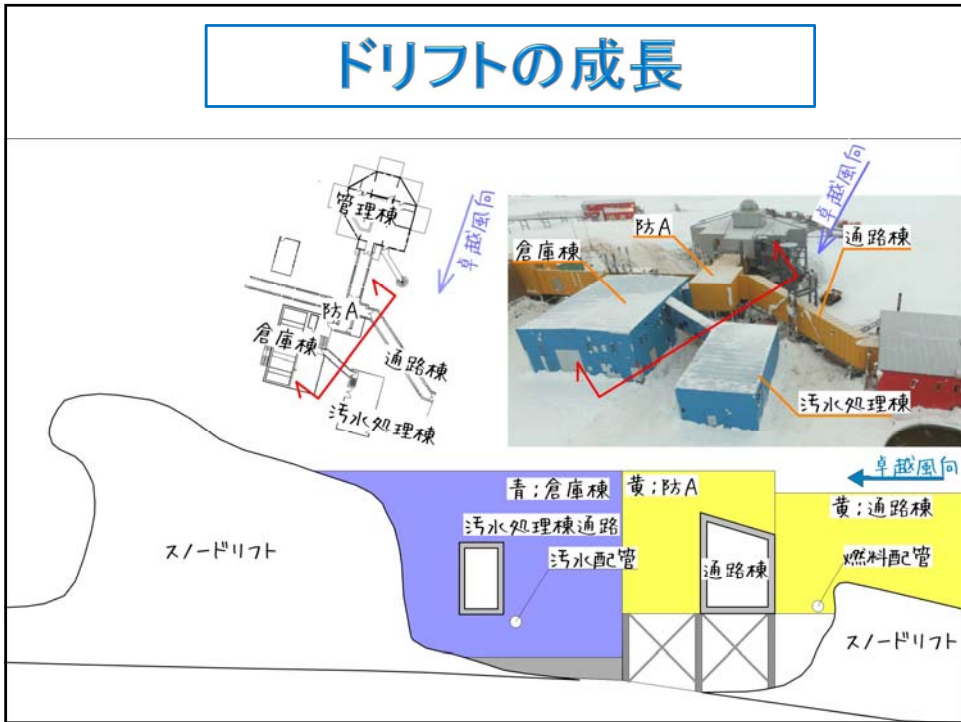 ドリフトの成長
管理棟
卓越風向
防A
倉庫棟
通路棟
汚水処理棟
卓越風向
防A
通路棟
倉庫棟
汚水処理棟
卓越風向
青；倉庫棟
黄；防A
黄；通路棟
汚水処理棟通路
汚水配管
通路棟
燃料配管
スノードリフト
スノードリフト